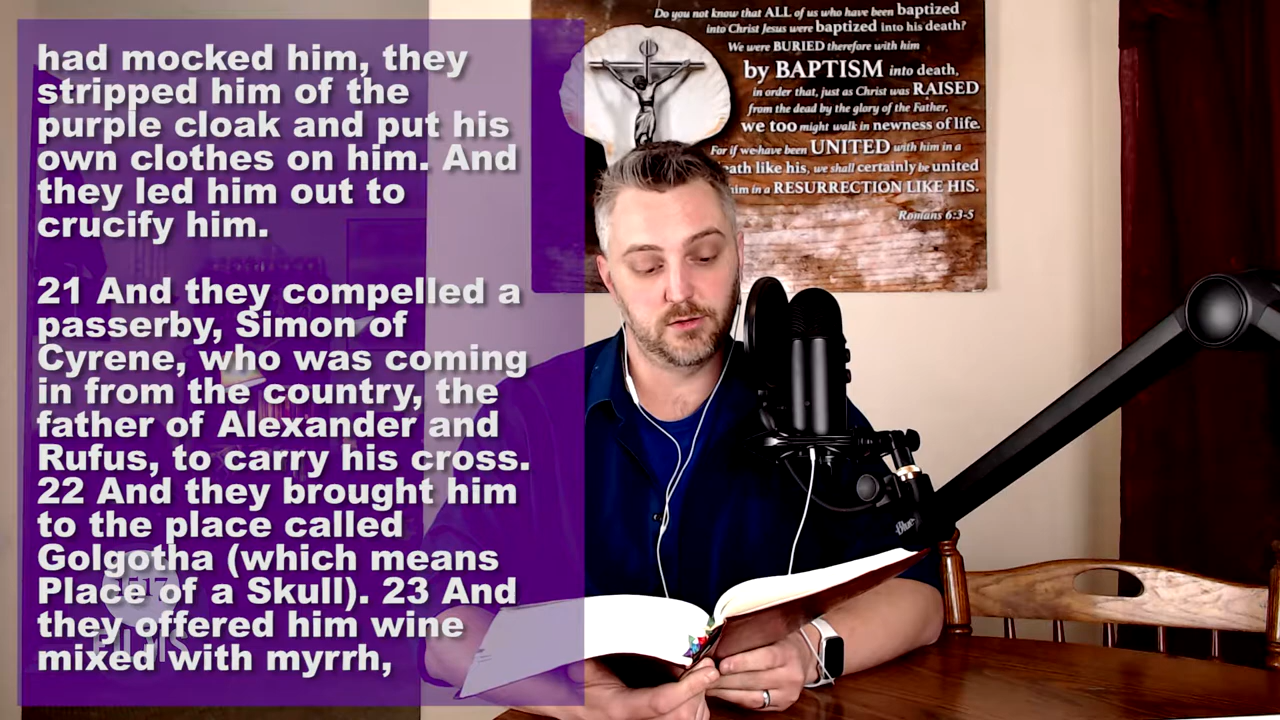 had mocked him, they
stripped him of the
purple cloak and put his
own clothes on him. And
they led him out to
crucify him.
21 And they compelled a
passerby, Simon of
Cyrene, who was coming
in from the country, the
father of Alexander and
Rufus, to carry his cross.
22 And they brought him
to the place called
Golgotha (which means
Place of a Skull). 23 And
they offered him wine
mixed with myrrh,
Do you not know that ALL of us who have been baptized
into Christ Jesus were baptized into his death?
We were BURIED therefore with him
by BAPTISM into death,
in order that, just as Christ was RAISED
from the dead by the glory of the Father,
we too might walk in newness of life.
For if we have been UNITED with him in a
eath like his, we shall certainly be united
him in a RESURRECTION LIKE HIS.
Romans 6:3-5
Blue